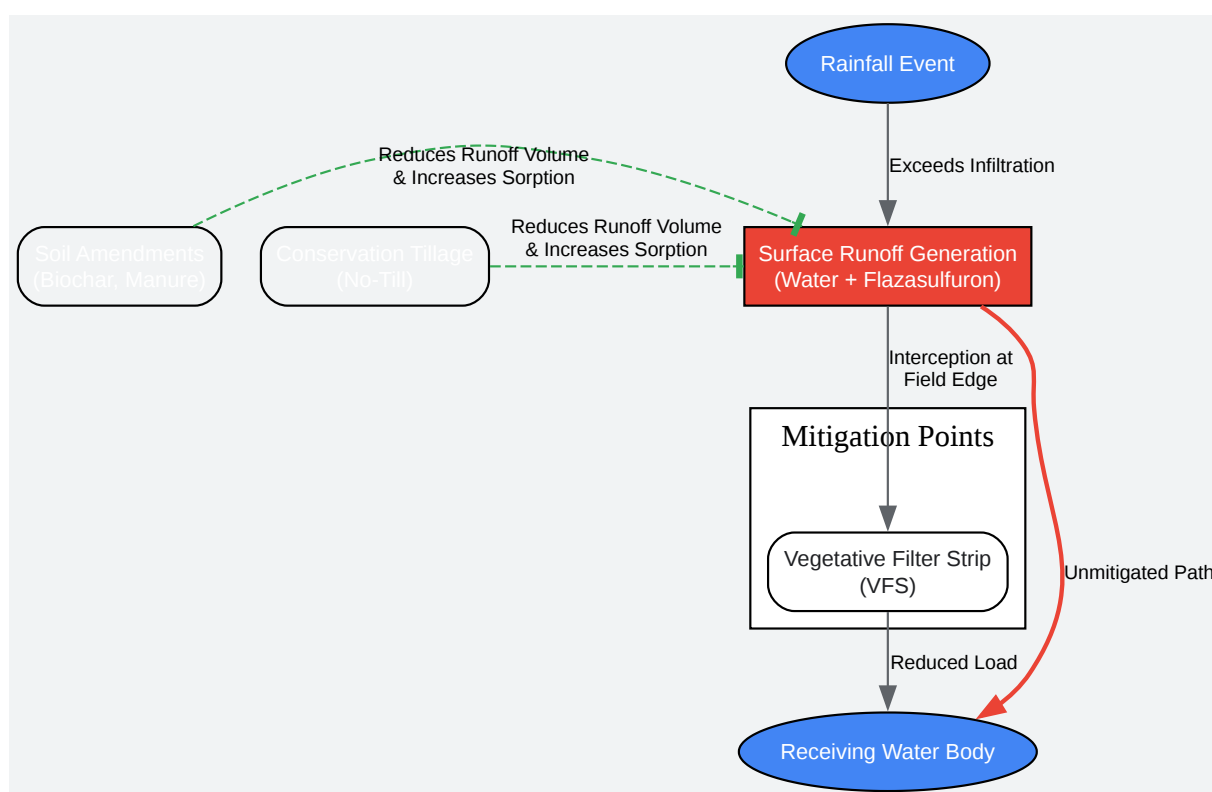 Rainfall Event
Exceeds Infiltration
Reduces Runoff Volume
& Increases Sorption
Reduces Runoff Volume
& Increases Sorption
Soil Amendments
(Biochar, Manure)
Conservation Tillage
(No-Till)
Surface Runoff Generation
(Water + Flazasulfuron)
Interception at
Field Edge
Mitigation Points
Vegetative Filter Strip
(VFS)
Unmitigated Path
Reduced Load
Receiving Water Body